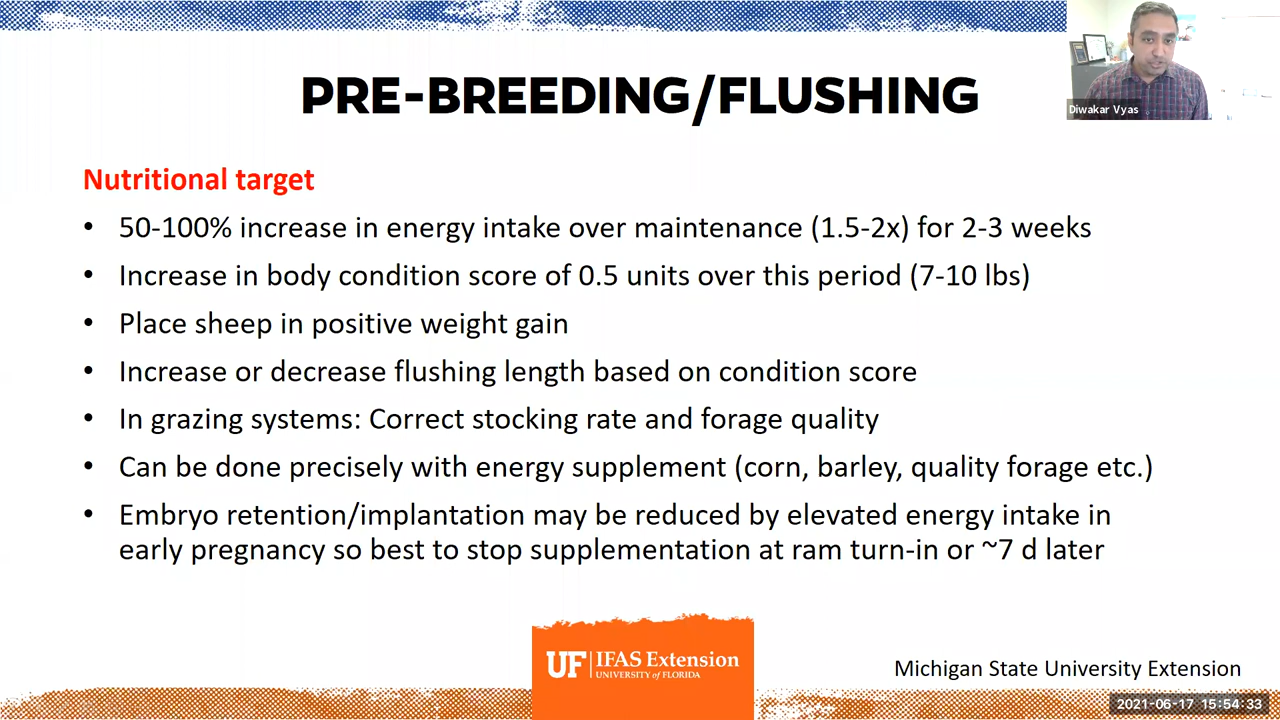 PRE-BREEDING/FLUSHING
Diwakar Vyas
Nutritional target
• 50-100% increase in energy intake over maintenance (1.5-2x) for 2-3 weeks
• Increase in body condition score of 0.5 units over this period (7-10 lbs)
• Place sheep in positive weight gain
• Increase or decrease flushing length based on condition score
• In grazing systems: Correct stocking rate and forage quality
• Can be done precisely with energy supplement (corn, barley, quality forage etc.)
• Embryo retention/implantation may be reduced by elevated energy intake in
early pregnancy so best to stop supplementation at ram turn-in or ~7 d later
UF IFAS Extension
UNIVERSITY of FLORIDA
Michigan State University Extension
2021-06-17 15:54:33